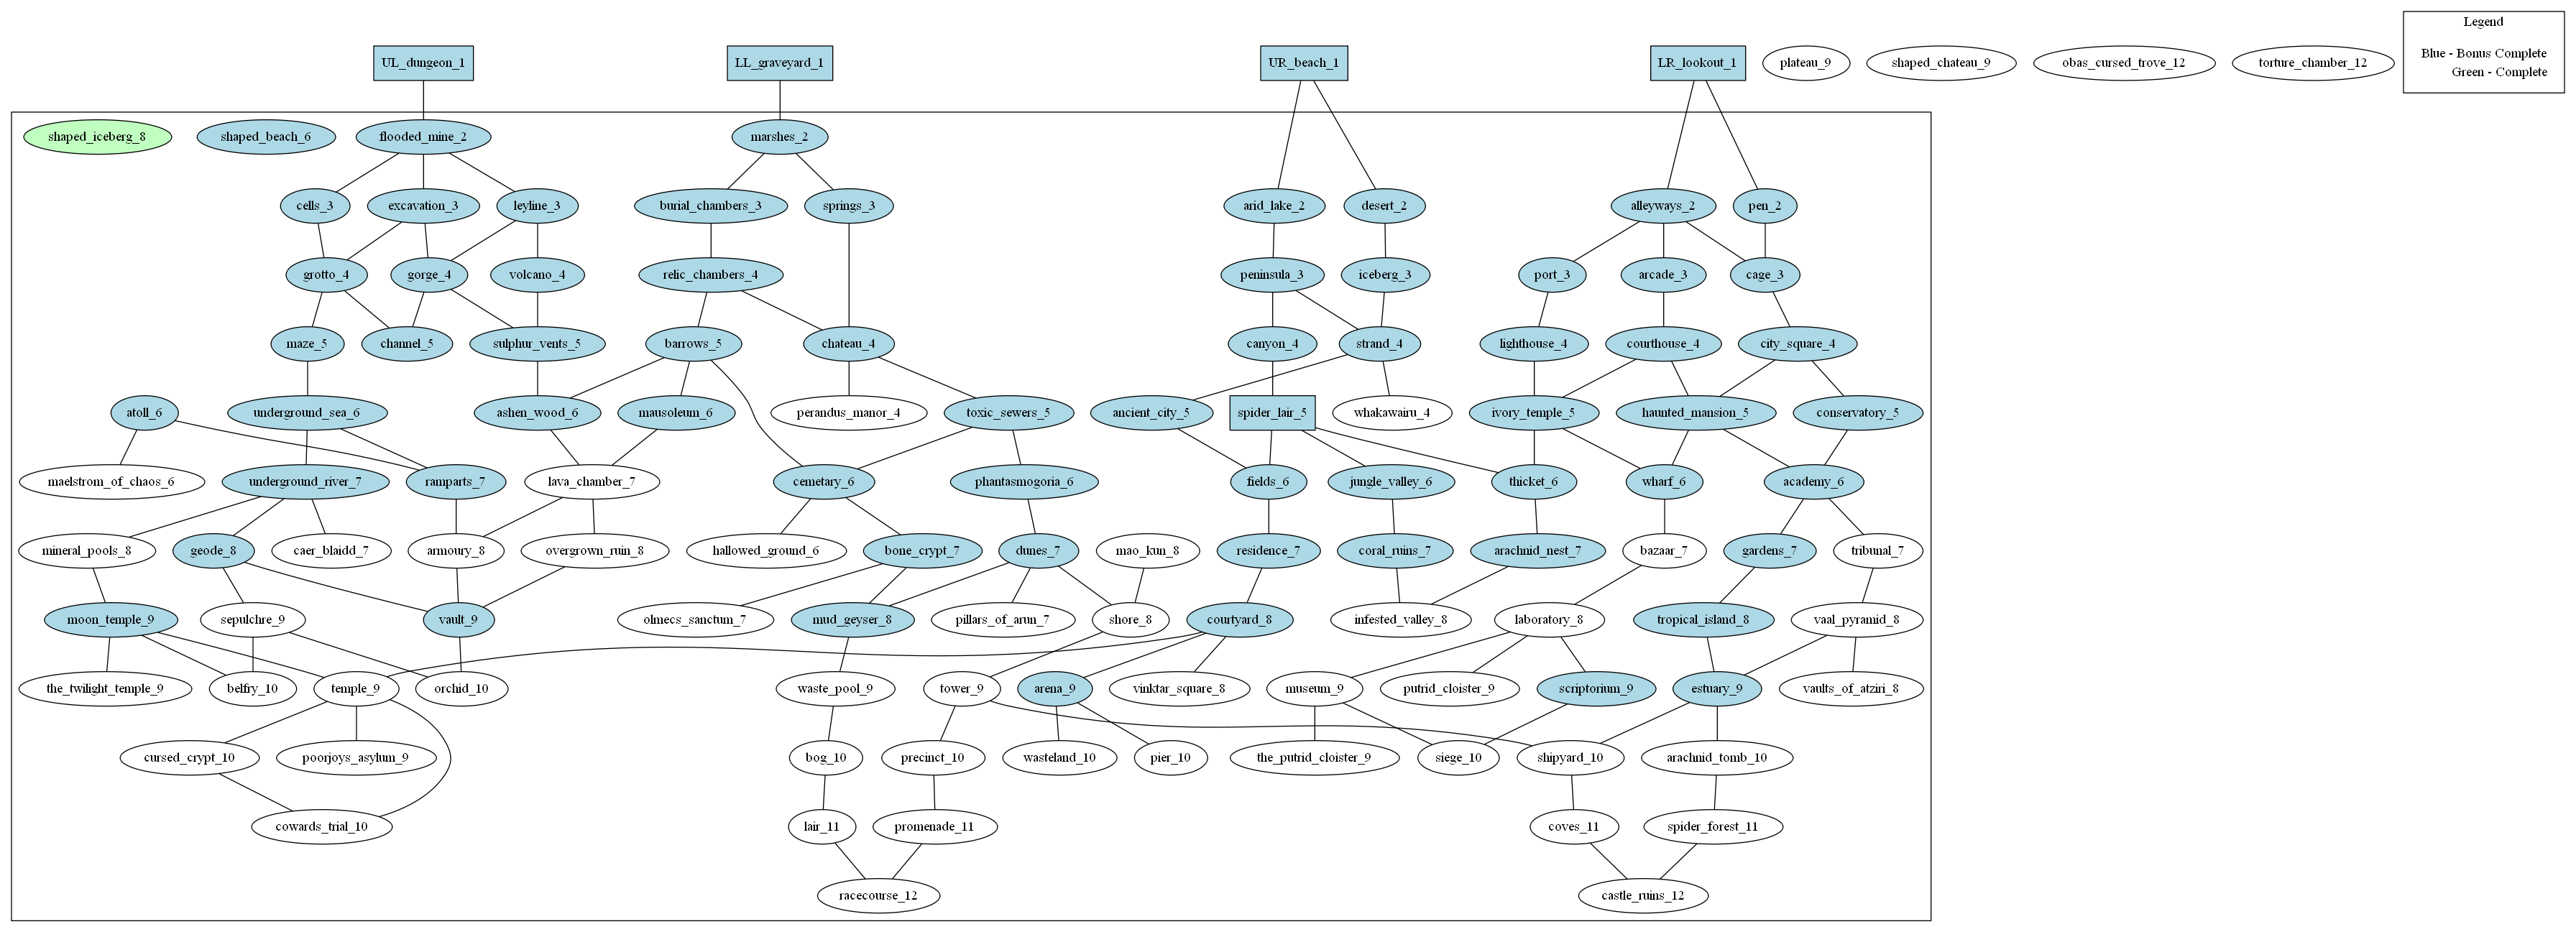 Legend
UL_dungeon_1
LL_graveyard_1
UR_beach_1
LR_lookout_1
plateau_9
shaped_chateau_9
obas_cursed_trove_12
torture_chamber_12
Blue - Bonus Complete
Green - Complete
shaped_iceberg_8
shaped_beach_6
flooded_mine_2
marshes_2
cells_3
excavation_3
leyline_3
burial_chambers_3
springs_3
arid_lake_2
desert_2
alleyways_2
pen_2
grotto_4
gorge_4
volcano_4
relic_chambers_4
peninsula_3
iceberg_3
port_3
arcade_3
cage_3
maze_5
channel_5
sulphur_vents_5
barrows_5
chateau_4
canyon_4
strand_4
lighthouse_4
courthouse_4
city_square_4
atoll_6
underground_sea_6
ashen_wood_6
mausoleum_6
perandus_manor_4
toxic_sewers_5
ancient_city_5
spider_lair_5
whakawairu_4
ivory_temple_5
haunted_mansion_5
conservatory_5
maelstrom_of_chaos_6
underground_river_7
ramparts_7
lava_chamber_7
cemetary_6
phantasmogoria_6
fields_6
jungle_valley_6
thicket_6
wharf_6
academy_6
mineral_pools_8
geode_8
caer_blaidd_7
armoury_8
overgrown_ruin_8
hallowed_ground_6
bone_crypt_7
dunes_7
mao_kun_8
residence_7
coral_ruins_7
arachnid_nest_7
bazaar_7
gardens_7
tribunal_7
moon_temple_9
sepulchre_9
vault_9
olmecs_sanctum_7
mud_geyser_8
pillars_of_arun_7
shore_8
courtyard_8
infested_valley_8
laboratory_8
tropical_island_8
vaal_pyramid_8
the_twilight_temple_9
belfry_10
temple_9
orchid_10
waste_pool_9
tower_9
arena_9
vinktar_square_8
museum_9
putrid_cloister_9
scriptorium_9
estuary_9
vaults_of_atziri_8
cursed_crypt_10
poorjoys_asylum_9
bog_10
precinct_10
wasteland_10
pier_10
the_putrid_cloister_9
siege_10
shipyard_10
arachnid_tomb_10
cowards_trial_10
lair_11
promenade_11
coves_11
spider_forest_11
racecourse_12
castle_ruins_12